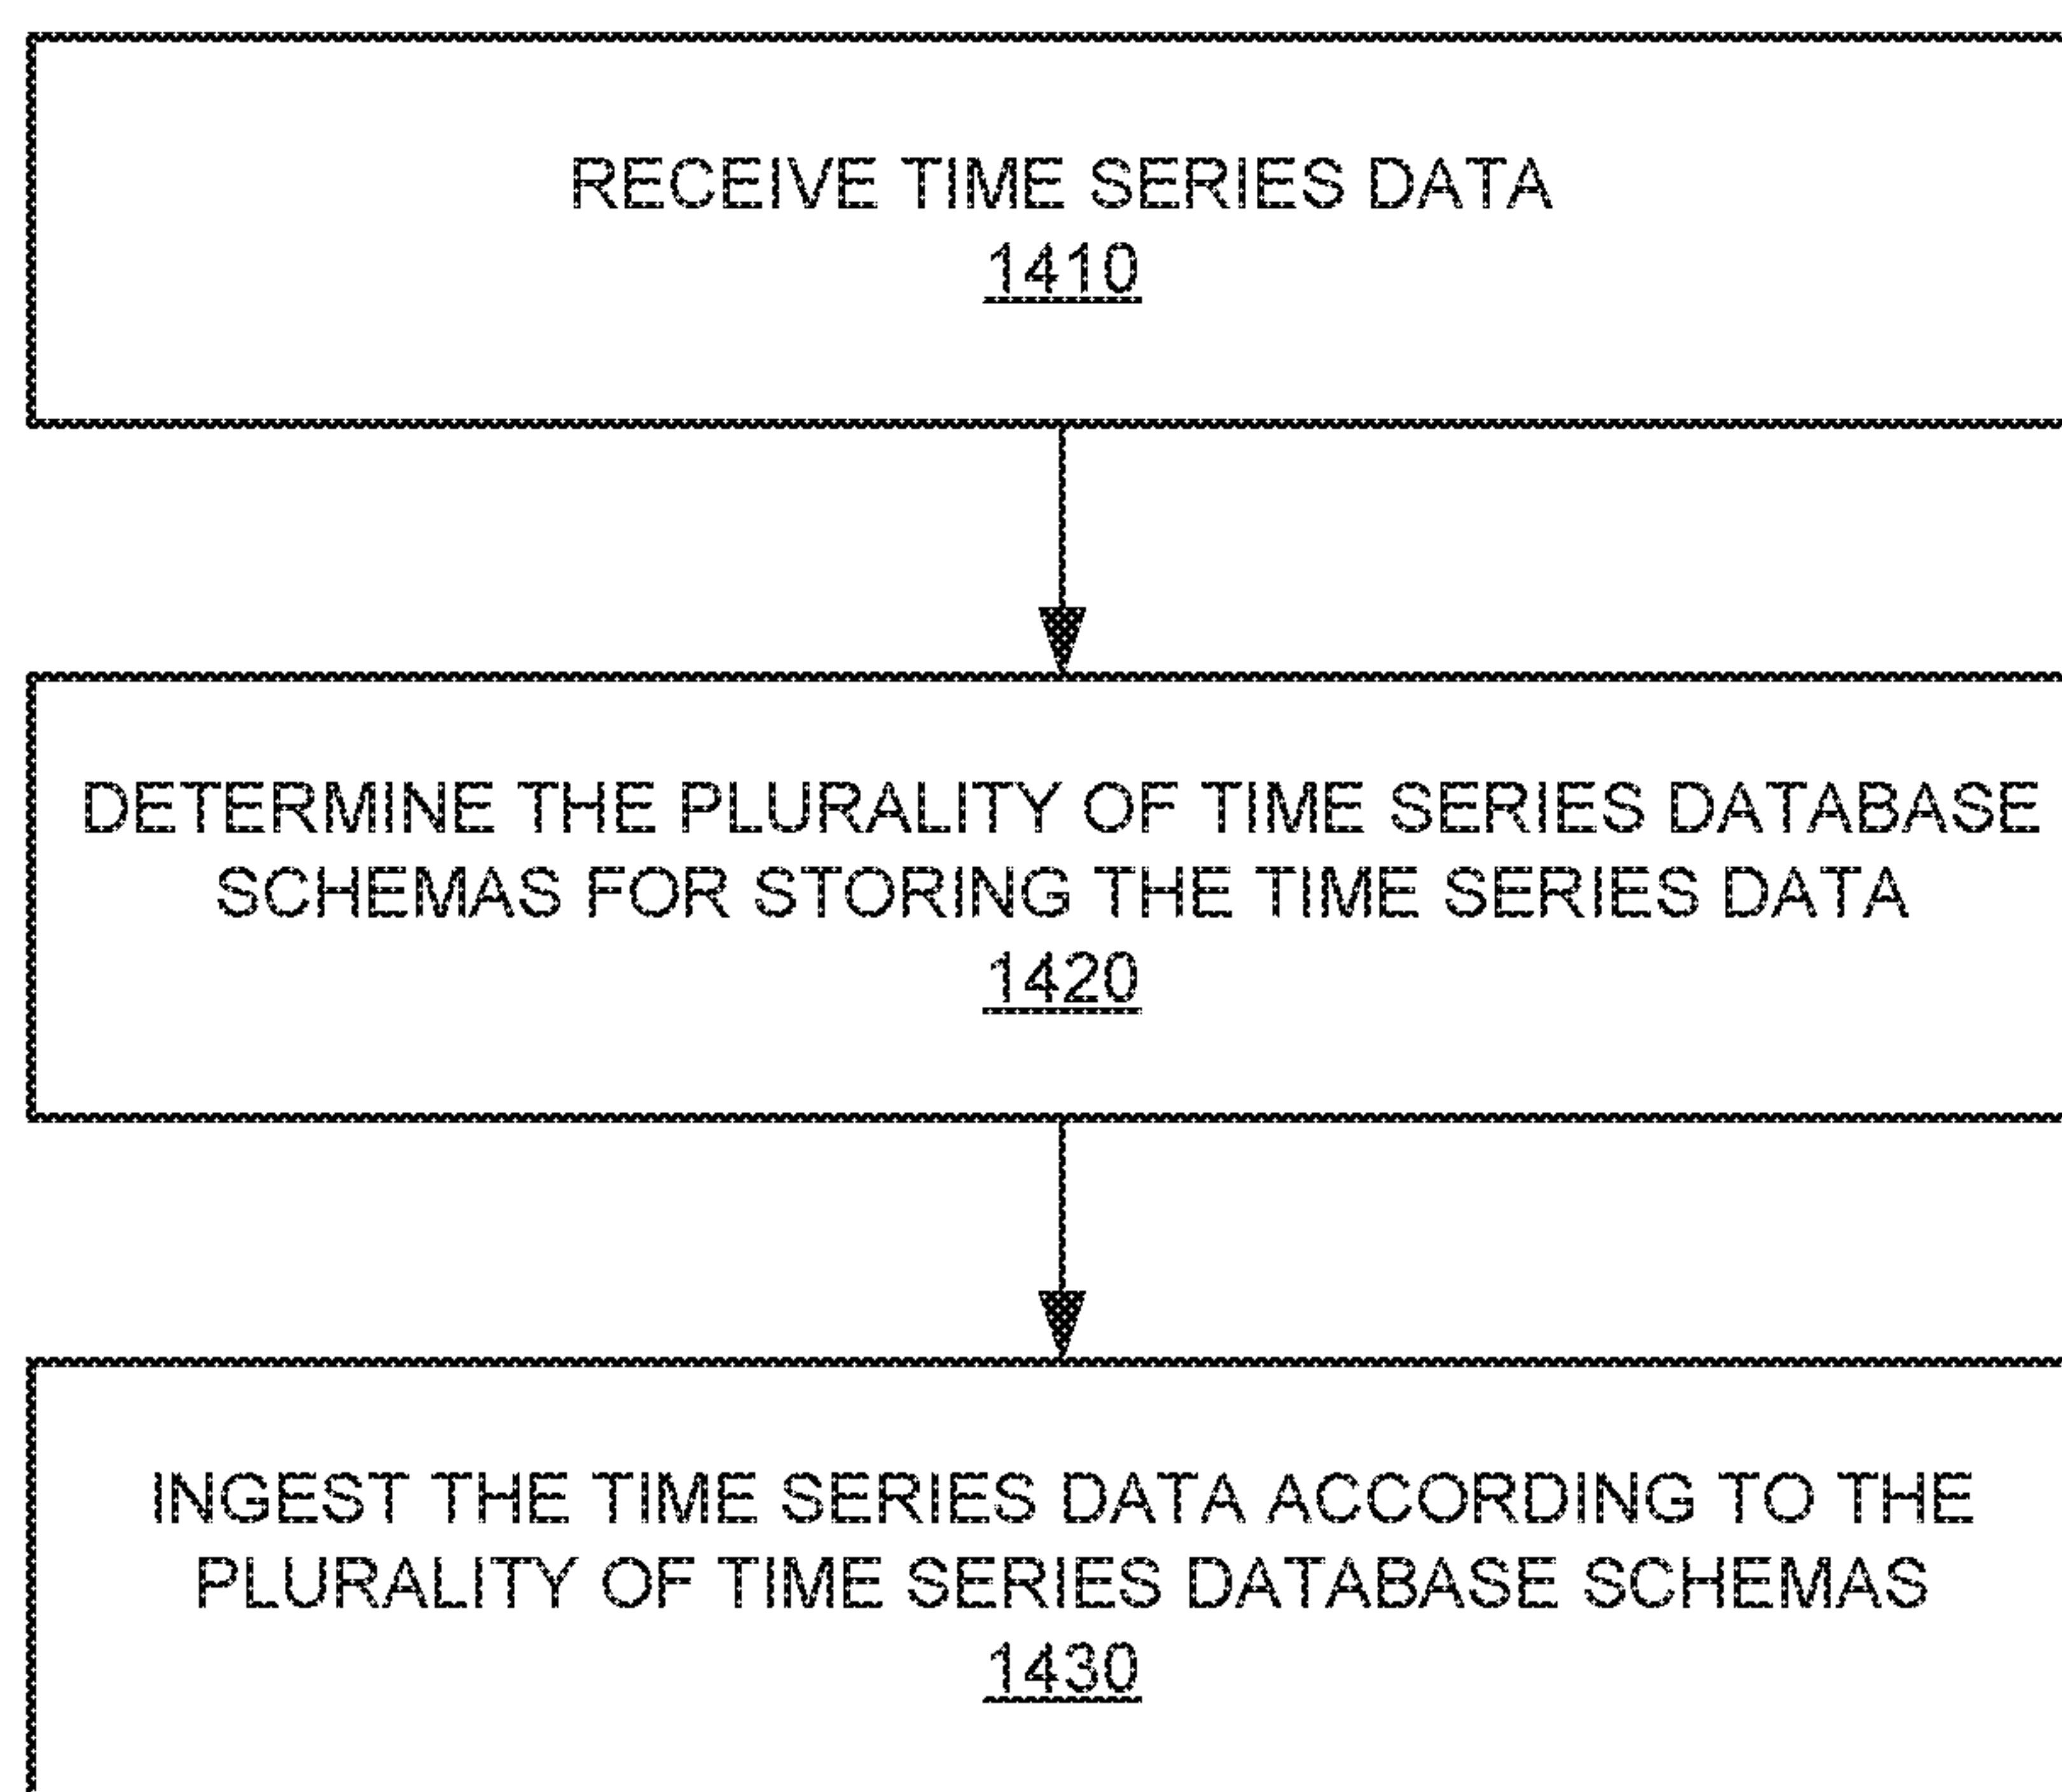 RECEIVE TIME SERIES DATA
1410
DETERMINE THE PLURALITY OF TIME SERIES DATABASE
SCHEMAS FOR STORING THE TIME SERIES DATA
1420
INGEST THE TIME SERIES DATA ACCORDING TO THE
PLURALITY OF TIME SERIES DATABASE SCHEMAS
1430